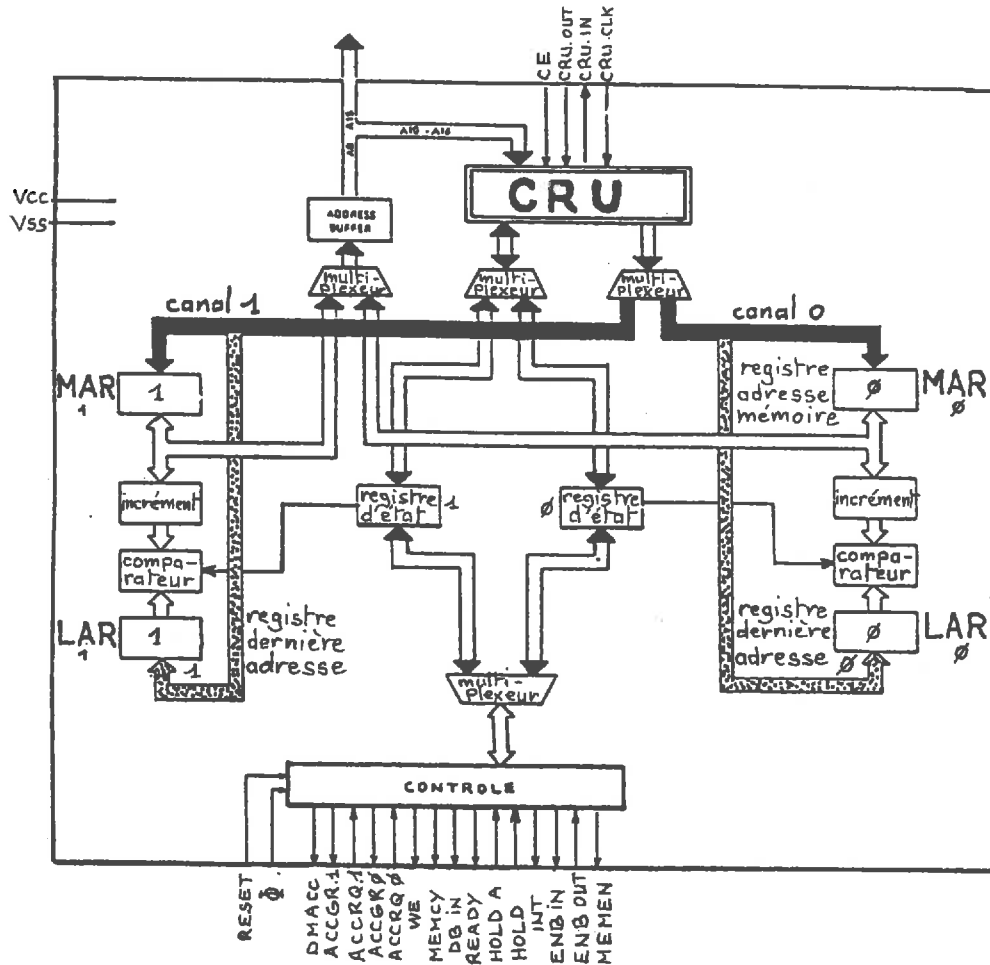 CE
CRU.OUT
CRU.IN
CRU.CLK
A0 A15
A10 - A15
CRU
Vcc
Vss
ADDRESS
BUFFER
multi-
plexeur
multi-
plexeur
multi-
plexeur
canal 1
canal 0
MAR
1
1
registre
adresse
mémoire
Ø
MAR
Ø
incrément
registre
d'état
1
Ø
registre
d'état
incrément
compa-
rateur
compa-
rateur
LAR
1
1
1
registre
dernière
adresse
registre
dernière
adresse
Ø
Ø
LAR
Ø
multi-
plexeur
CONTROLE
RESET
Φ
DMACC
ACCGR.1
ACCRQ.1
ACCGRØ
ACCRQØ
WE
MEMCY
DB iN
READY
HOLD A
HOLD
INT
ENB iN
ENB OUT
MEMEN